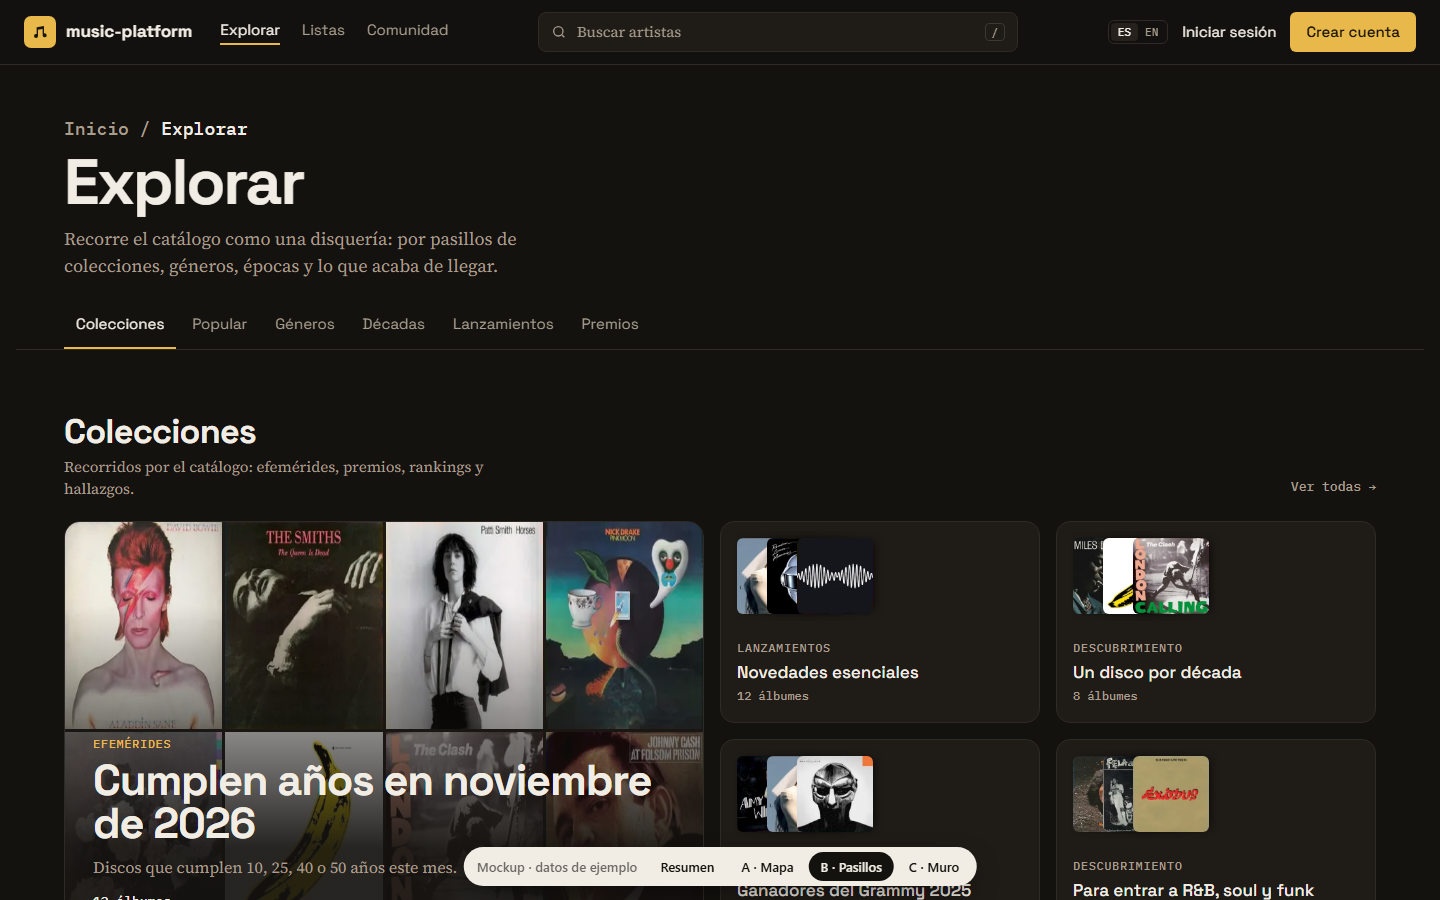 music-platform
Explorar
Listas
Comunidad
Buscar artistas
/
ES
EN
Iniciar sesión
Crear cuenta
Inicio / Explorar
Explorar
Recorre el catálogo como una disquería: por pasillos de
colecciones, géneros, épocas y lo que acaba de llegar.
Colecciones
Popular
Géneros
Décadas
Lanzamientos
Premios
Colecciones
Recorridos por el catálogo: efemérides, premios, rankings y
hallazgos.
Ver todas →
DAVID BOWIE
ALADDIN SANE
THE SMITHS
The Queen Is Dead
Patti Smith Horses
NICK DRAKE
PINK MOON
The Clash
JOHNNY CASH
AT FOLSOM PRISON
EFEMÉRIDES
Cumplen años en noviembre
de 2026
Discos que cumplen 10, 25, 40 o 50 años este mes.
LANZAMIENTOS
Novedades esenciales
12 álbumes
MILES
The Clash
LONDON
CALLING
DESCUBRIMIENTO
Un disco por década
8 álbumes
Ganadores del Grammy 2025
EXODUS
DESCUBRIMIENTO
Para entrar a R&B, soul y funk
Mockup · datos de ejemplo
Resumen
A · Mapa
B · Pasillos
C · Muro